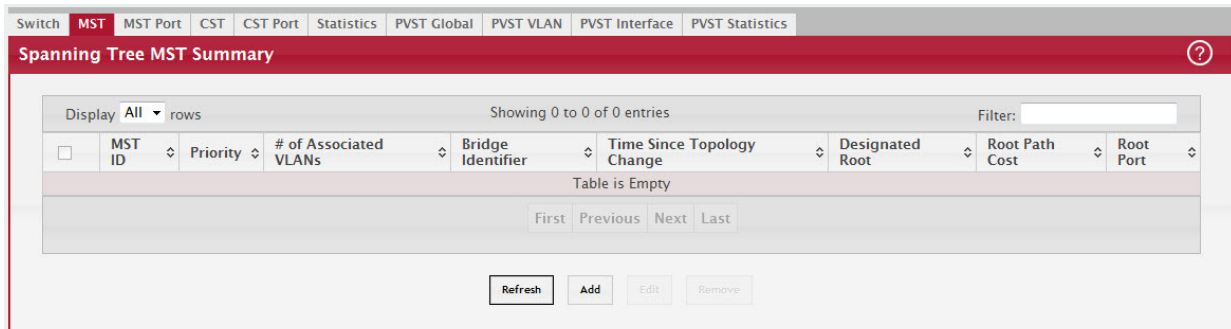 Switch MST MST Port CST CST Port Statistics PVST Global PVST VLAN PVST Interface PVST Statistics
Spanning Tree MST Summary ?
Display All rows Showing 0 to 0 of 0 entries Filter:
MST ID Priority # of Associated VLANs Bridge Identifier Time Since Topology Change Designated Root Root Path Cost Root Port
Table is Empty
First Previous Next Last
Refresh Add Edit Remove